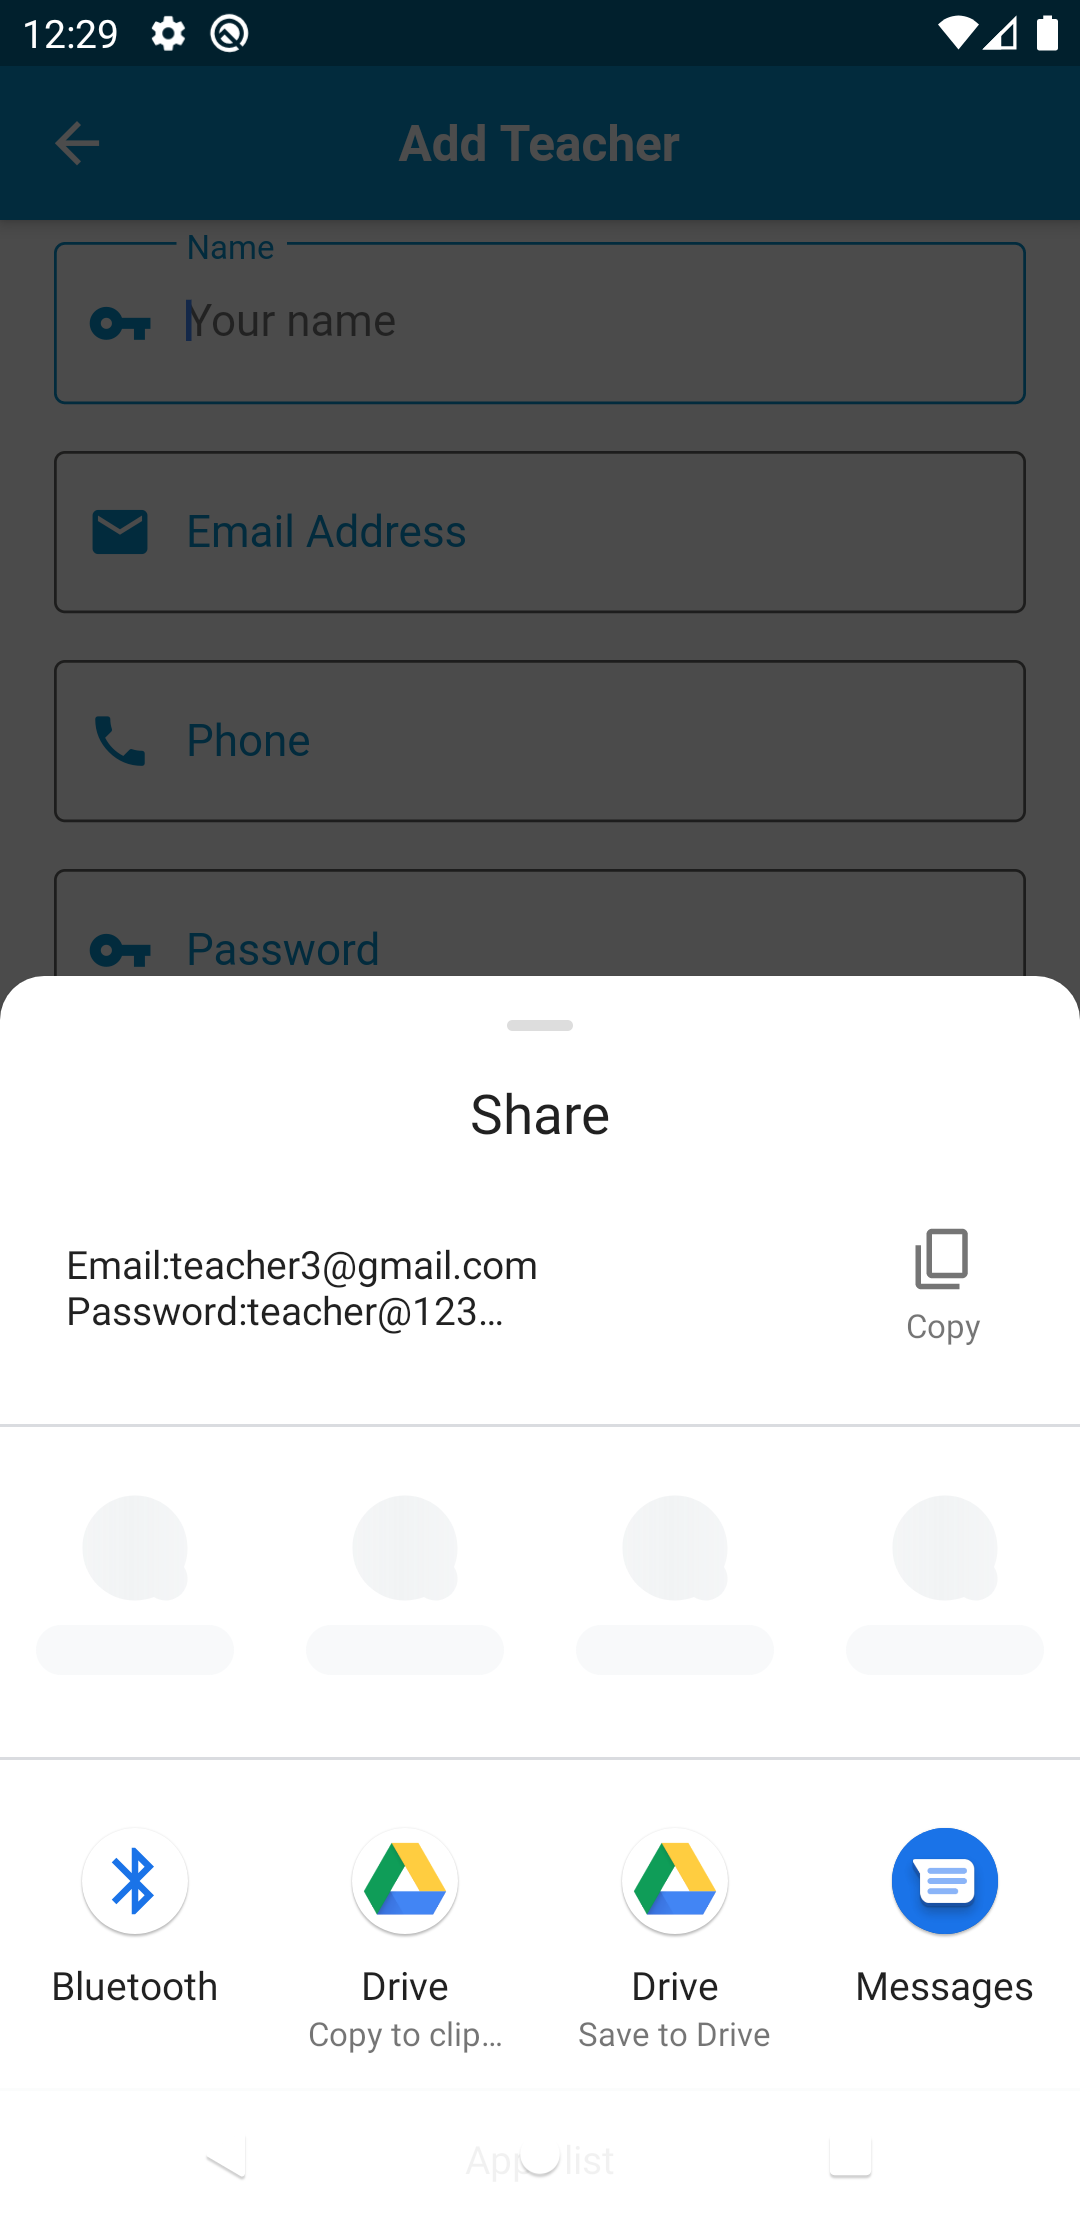 12:29
Add Teacher
Name
Your name
Email Address
Phone
Password
Share
Email:teacher3@gmail.com
Password:teacher@123…
Copy
Bluetooth
Drive
Copy to clip…
Drive
Save to Drive
Messages
list